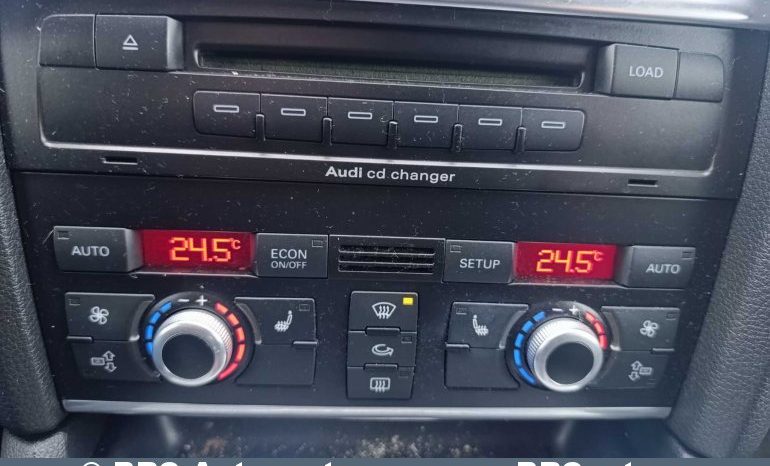 LOAD
Audi cd changer
AUTO 24.5°C ECON ON/OFF SETUP 24.5°C AUTO